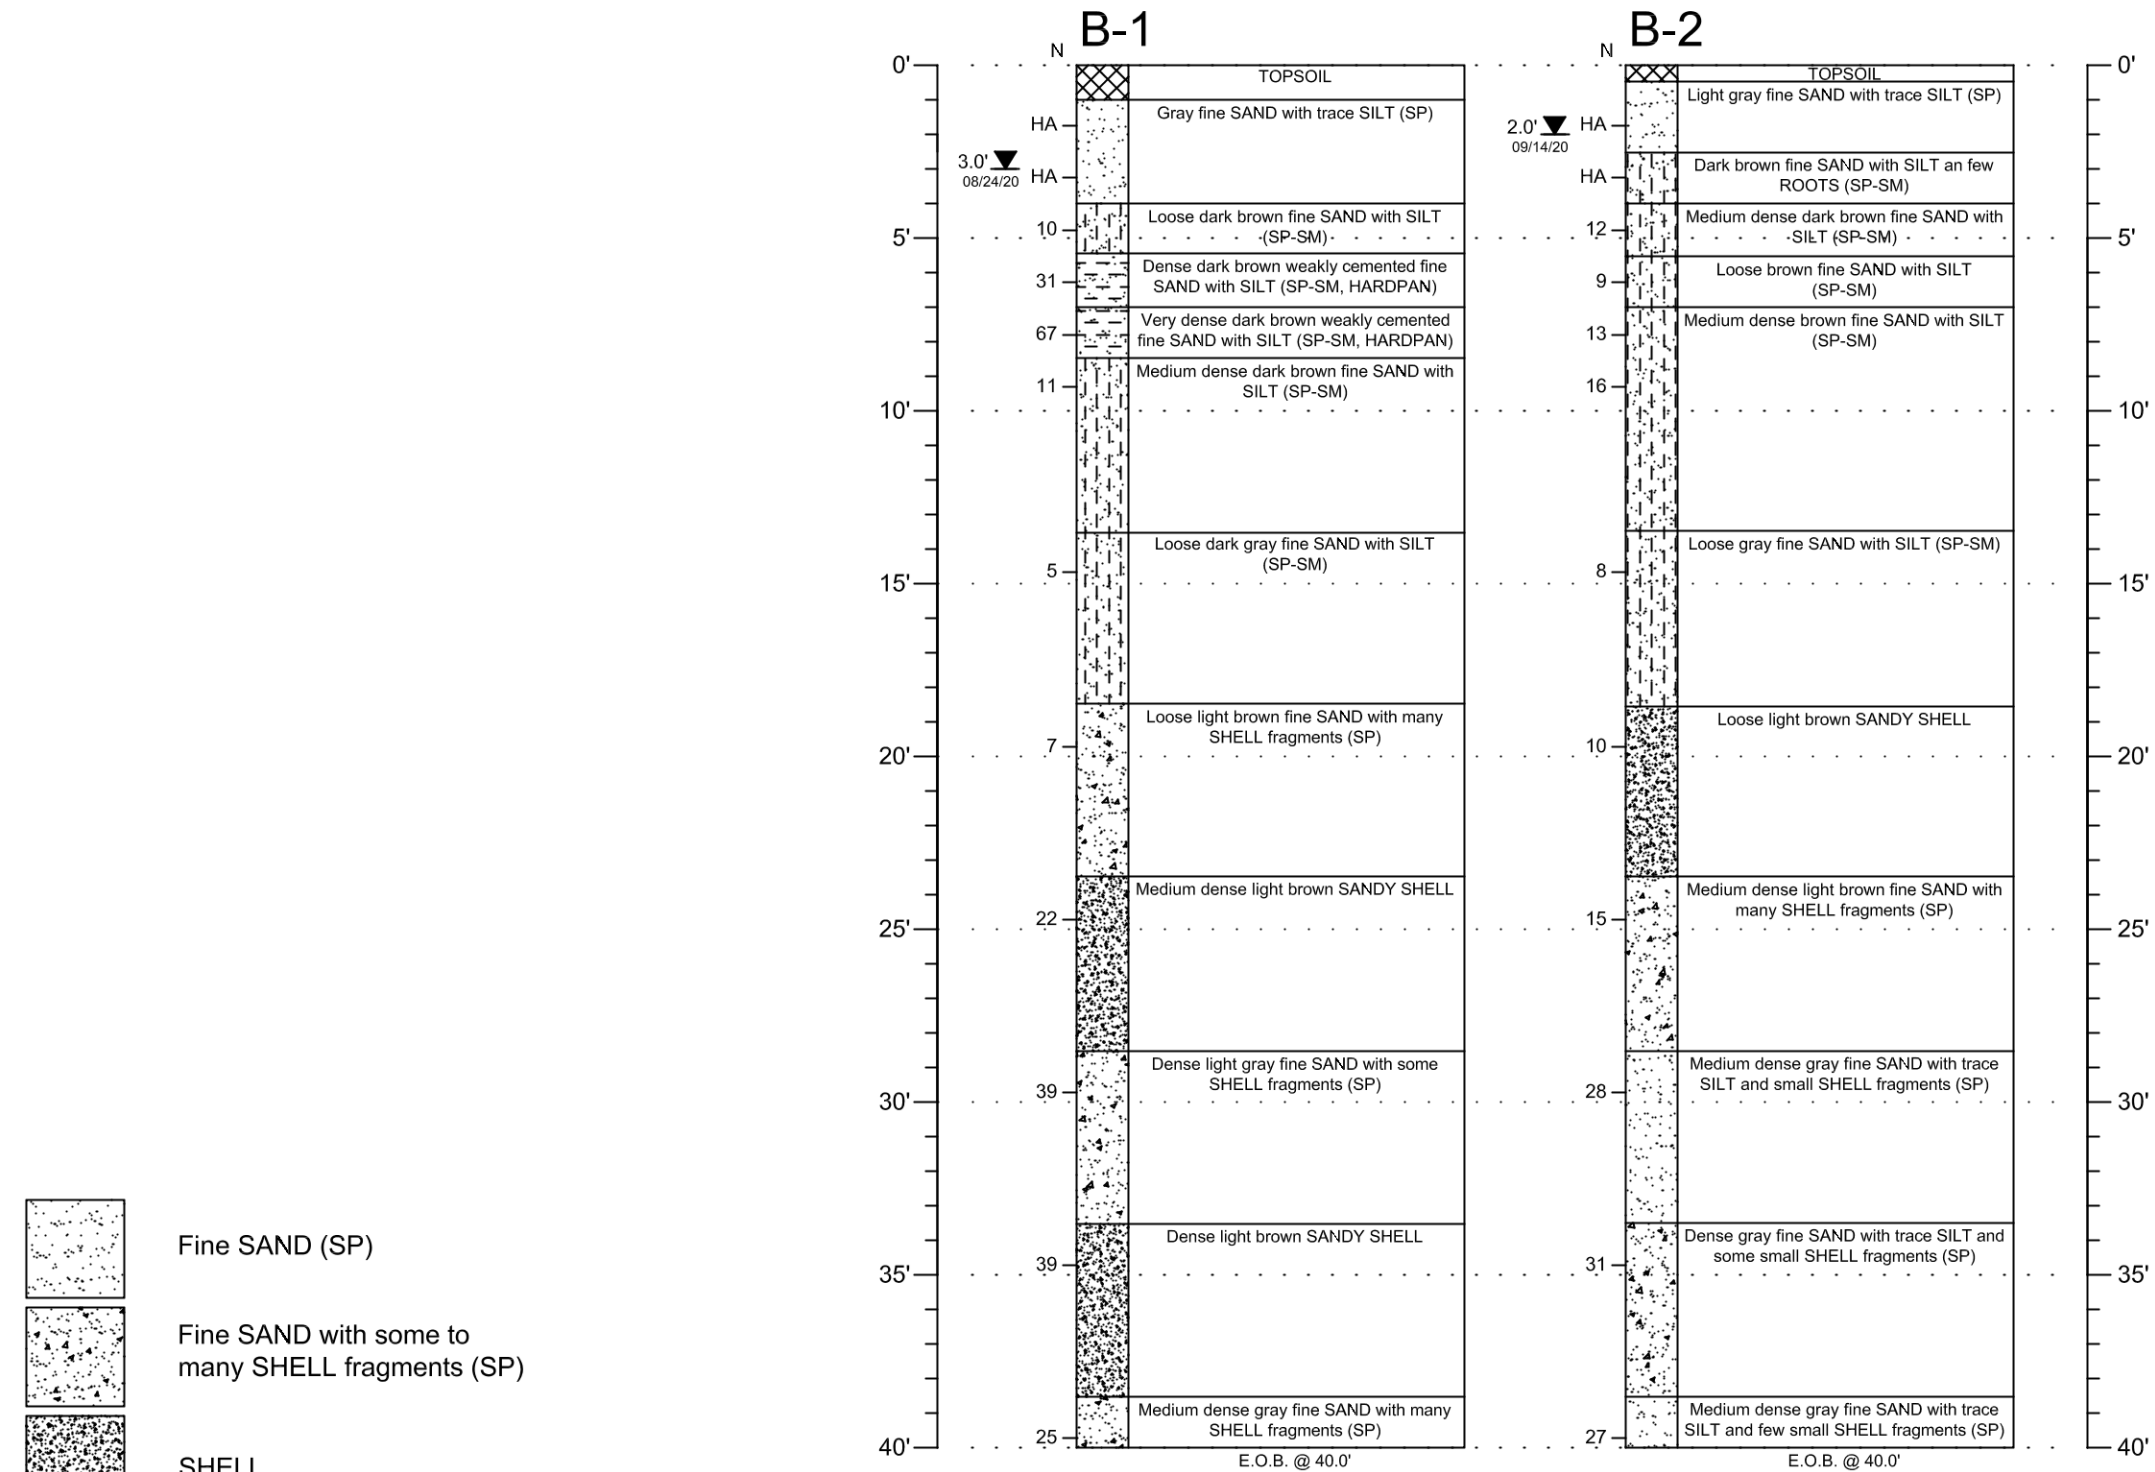 B-1
N
0'
5'
10'
15'
20'
25'
30'
35'
40'
3.0'
08/24/20
HA
HA
10
31
67
11
5
7
22
39
39
25
TOPSOIL
Gray fine SAND with trace SILT (SP)
Loose dark brown fine SAND with SILT
(SP-SM)
Dense dark brown weakly cemented fine
SAND with SILT (SP-SM, HARDPAN)
Very dense dark brown weakly cemented
fine SAND with SILT (SP-SM, HARDPAN)
Medium dense dark brown fine SAND with
SILT (SP-SM)
Loose dark gray fine SAND with SILT
(SP-SM)
Loose light brown fine SAND with many
SHELL fragments (SP)
Medium dense light brown SANDY SHELL
Dense light gray fine SAND with some
SHELL fragments (SP)
Dense light brown SANDY SHELL
Medium dense gray fine SAND with many
SHELL fragments (SP)
E.O.B. @ 40.0'
B-2
N
2.0'
09/14/20
HA
HA
12
9
13
16
8
10
15
28
31
27
TOPSOIL
Light gray fine SAND with trace SILT (SP)
Dark brown fine SAND with SILT an few
ROOTS (SP-SM)
Medium dense dark brown fine SAND with
SILT (SP-SM)
Loose brown fine SAND with SILT
(SP-SM)
Medium dense brown fine SAND with SILT
(SP-SM)
Loose gray fine SAND with SILT (SP-SM)
Loose light brown SANDY SHELL
Medium dense light brown fine SAND with
many SHELL fragments (SP)
Medium dense gray fine SAND with trace
SILT and small SHELL fragments (SP)
Dense gray fine SAND with trace SILT and
some small SHELL fragments (SP)
Medium dense gray fine SAND with trace
SILT and few small SHELL fragments (SP)
E.O.B. @ 40.0'
0'
5'
10'
15'
20'
25'
30'
35'
40'
Fine SAND (SP)
Fine SAND with some to
many SHELL fragments (SP)
SHELL